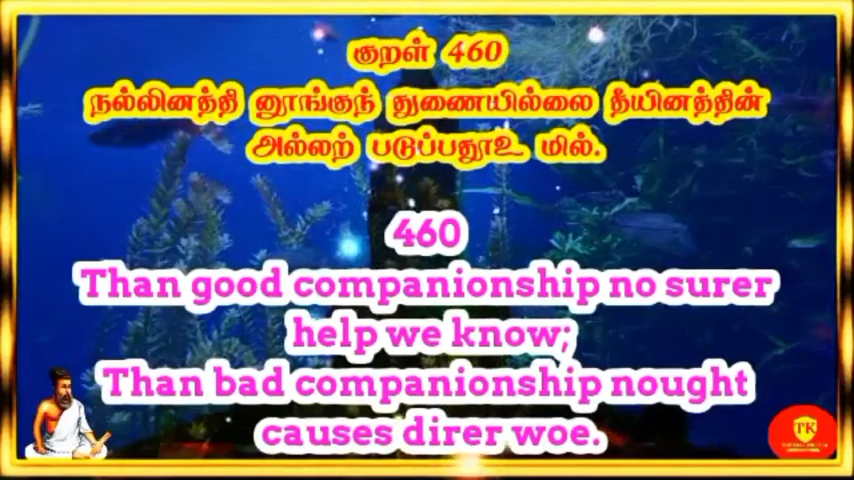 குறள் 460
நல்லினத்தி னூங்குந் துணையில்லை தீயினத்தின்
அல்லற் படுப்பதூஉ மில்.
460
Than good companionship no surer
help we know;
Than bad companionship nought
causes direr woe.
TK